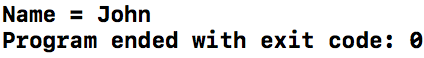 Name = John
Program ended with exit code: 0